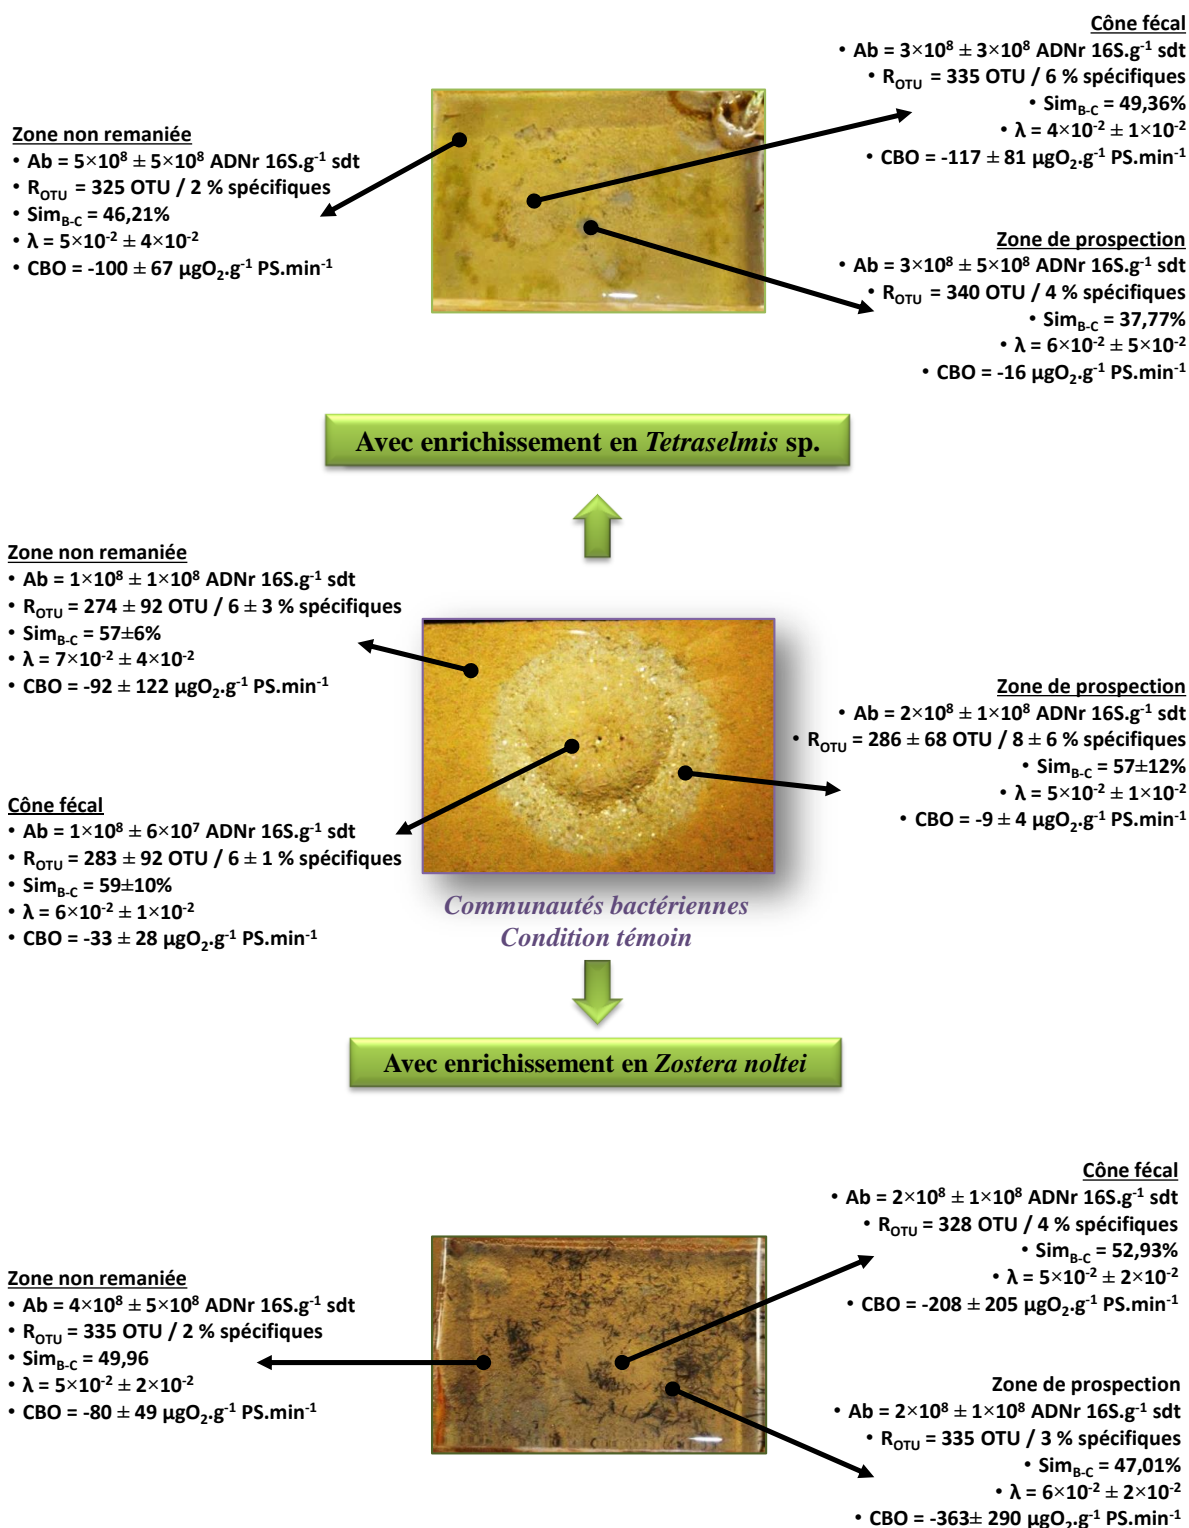 Cône fécal
• Ab = 3×10⁸ ± 3×10⁸ ADNr 16S.g⁻¹ sdt
• R_OTU = 335 OTU / 6 % spécifiques
• Sim_B-C = 49,36%
• λ = 4×10⁻² ± 1×10⁻²
• CBO = -117 ± 81 µgO₂.g⁻¹ PS.min⁻¹
Zone non remaniée
• Ab = 5×10⁸ ± 5×10⁸ ADNr 16S.g⁻¹ sdt
• R_OTU = 325 OTU / 2 % spécifiques
• Sim_B-C = 46,21%
• λ = 5×10⁻² ± 4×10⁻²
• CBO = -100 ± 67 µgO₂.g⁻¹ PS.min⁻¹
Zone de prospection
• Ab = 3×10⁸ ± 5×10⁸ ADNr 16S.g⁻¹ sdt
• R_OTU = 340 OTU / 4 % spécifiques
• Sim_B-C = 37,77%
• λ = 6×10⁻² ± 5×10⁻²
• CBO = -16 µgO₂.g⁻¹ PS.min⁻¹
Avec enrichissement en Tetraselmis sp.
Zone non remaniée
• Ab = 1×10⁸ ± 1×10⁸ ADNr 16S.g⁻¹ sdt
• R_OTU = 274 ± 92 OTU / 6 ± 3 % spécifiques
• Sim_B-C = 57±6%
• λ = 7×10⁻² ± 4×10⁻²
• CBO = -92 ± 122 µgO₂.g⁻¹ PS.min⁻¹
Zone de prospection
• Ab = 2×10⁸ ± 1×10⁸ ADNr 16S.g⁻¹ sdt
• R_OTU = 286 ± 68 OTU / 8 ± 6 % spécifiques
• Sim_B-C = 57±12%
• λ = 5×10⁻² ± 1×10⁻²
• CBO = -9 ± 4 µgO₂.g⁻¹ PS.min⁻¹
Cône fécal
• Ab = 1×10⁸ ± 6×10⁷ ADNr 16S.g⁻¹ sdt
• R_OTU = 283 ± 92 OTU / 6 ± 1 % spécifiques
• Sim_B-C = 59±10%
• λ = 6×10⁻² ± 1×10⁻²
• CBO = -33 ± 28 µgO₂.g⁻¹ PS.min⁻¹
Communautés bactériennes
Condition témoin
Avec enrichissement en Zostera noltei
Cône fécal
• Ab = 2×10⁸ ± 1×10⁸ ADNr 16S.g⁻¹ sdt
• R_OTU = 328 OTU / 4 % spécifiques
• Sim_B-C = 52,93%
• λ = 5×10⁻² ± 2×10⁻²
• CBO = -208 ± 205 µgO₂.g⁻¹ PS.min⁻¹
Zone non remaniée
• Ab = 4×10⁸ ± 5×10⁸ ADNr 16S.g⁻¹ sdt
• R_OTU = 335 OTU / 2 % spécifiques
• Sim_B-C = 49,96
• λ = 5×10⁻² ± 2×10⁻²
• CBO = -80 ± 49 µgO₂.g⁻¹ PS.min⁻¹
Zone de prospection
• Ab = 2×10⁸ ± 1×10⁸ ADNr 16S.g⁻¹ sdt
• R_OTU = 335 OTU / 3 % spécifiques
• Sim_B-C = 47,01%
• λ = 6×10⁻² ± 2×10⁻²
• CBO = -363± 290 µgO₂.g⁻¹ PS.min⁻¹